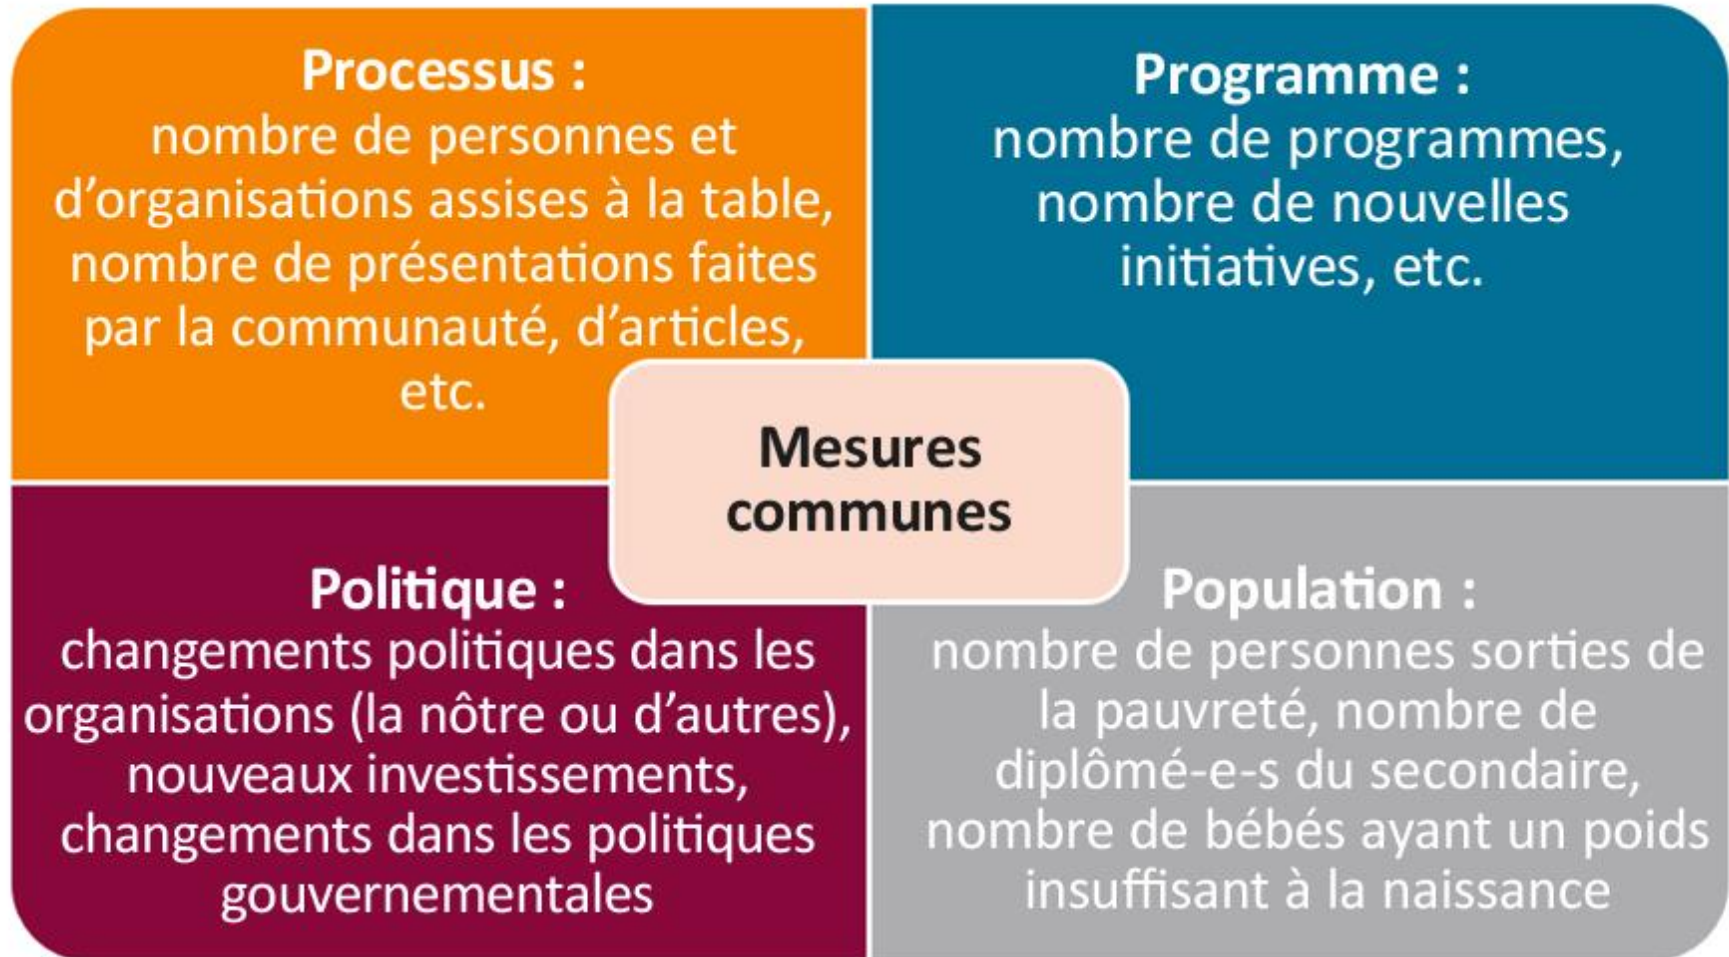 Processus :
nombre de personnes et
d’organisations assises à la table,
nombre de présentations faites
par la communauté, d’articles,
etc.
Programme :
nombre de programmes,
nombre de nouvelles
initiatives, etc.
Mesures
communes
Politique :
changements politiques dans les
organisations (la nôtre ou d’autres),
nouveaux investissements,
changements dans les politiques
gouvernementales
Population :
nombre de personnes sorties de
la pauvreté, nombre de
diplômé-e-s du secondaire,
nombre de bébés ayant un poids
insuffisant à la naissance